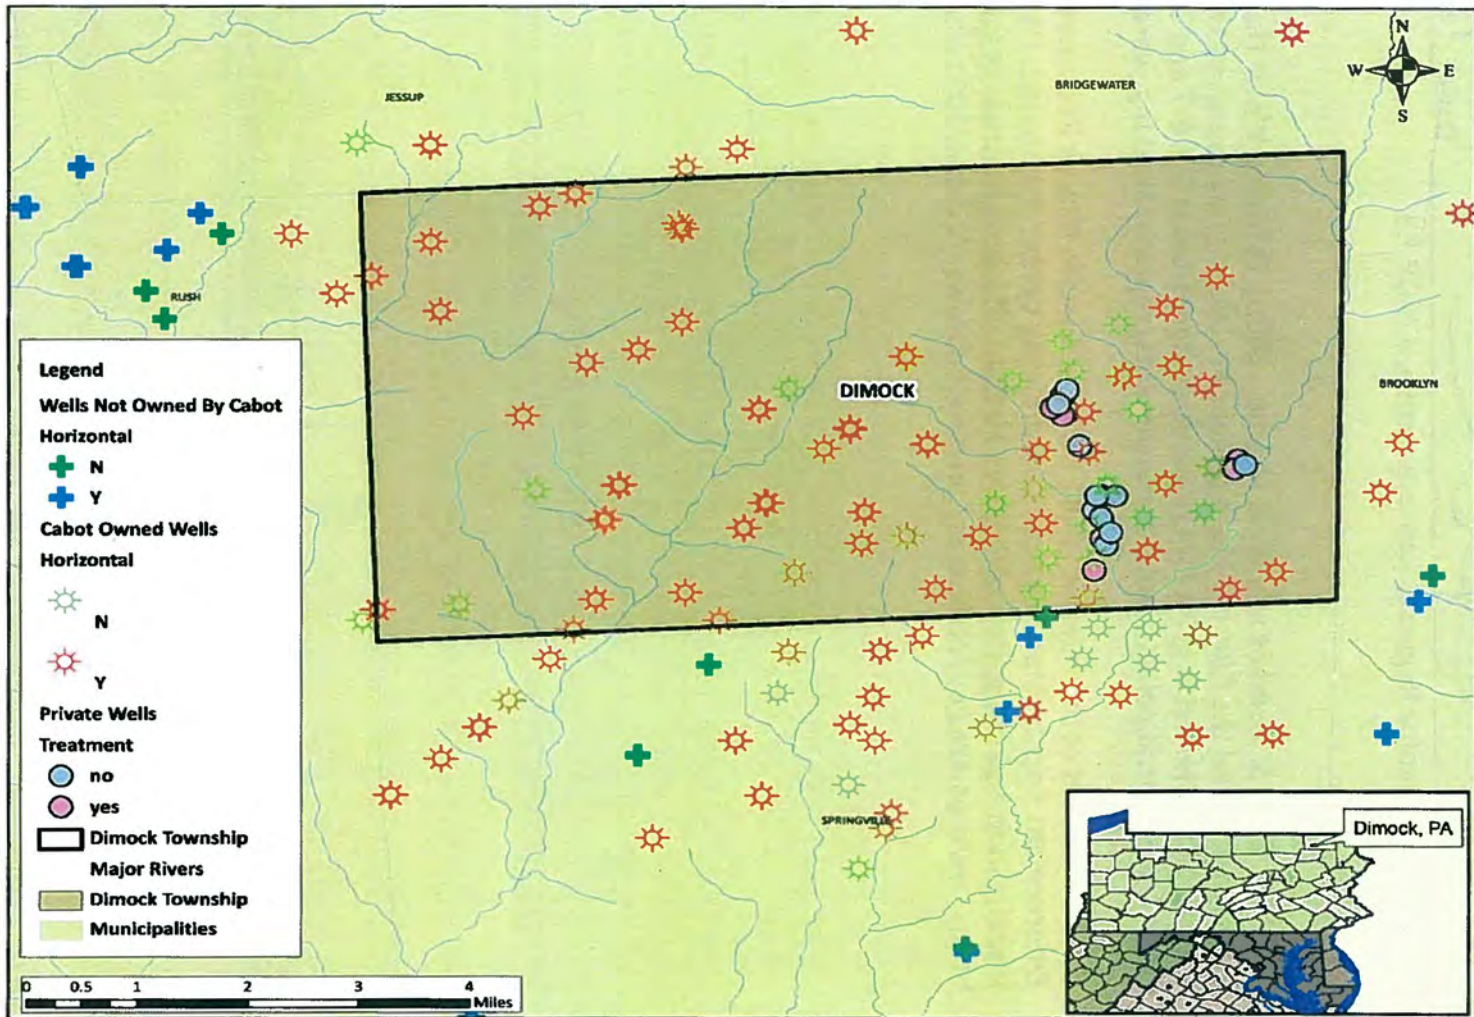 N
W E
S
JESSUP
BRIDGEWATER
RUSH
DIMOCK
BROOKLYN
SPRINGVILLE
Legend
Wells Not Owned By Cabot
Horizontal
N
Y
Cabot Owned Wells
Horizontal
N
Y
Private Wells
Treatment
no
yes
Dimock Township
Major Rivers
Dimock Township
Municipalities
0 0.5 1 2 3 4
Miles
Dimock, PA